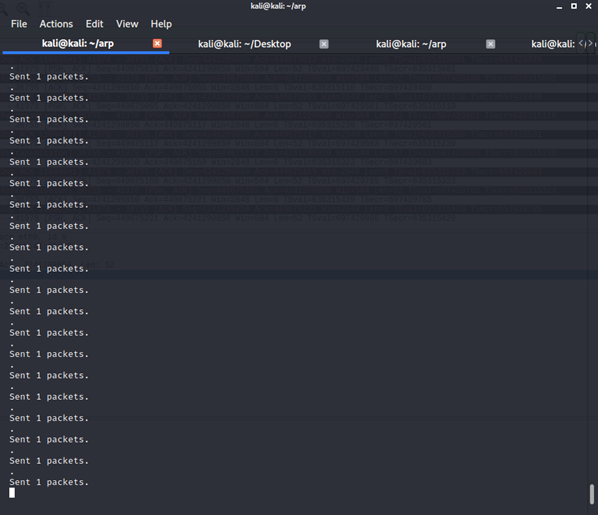 kali@kali: ~/arp
File Actions Edit View Help
kali@kali: ~/arp kali@kali: ~/Desktop kali@kali: ~/arp kali@kali:
.
Sent 1 packets.
.
Sent 1 packets.
.
Sent 1 packets.
.
Sent 1 packets.
.
Sent 1 packets.
.
Sent 1 packets.
.
Sent 1 packets.
.
Sent 1 packets.
.
Sent 1 packets.
.
Sent 1 packets.
.
Sent 1 packets.
.
Sent 1 packets.
.
Sent 1 packets.
.
Sent 1 packets.
.
Sent 1 packets.
.
Sent 1 packets.
.
Sent 1 packets.
.
Sent 1 packets.
.
Sent 1 packets.
.
Sent 1 packets.